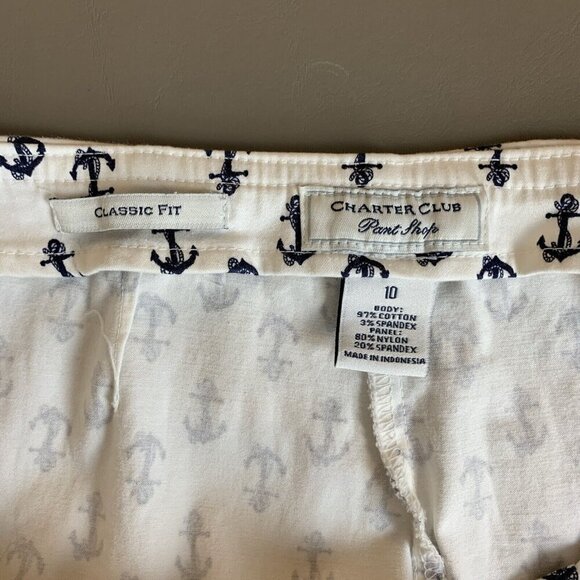 CLASSIC FIT
CHARTER CLUB
Pant Shop
10
BODY:
97% COTTON
3% SPANDEX
PANEL:
80% NYLON
20% SPANDEX
MADE IN INDONESIA